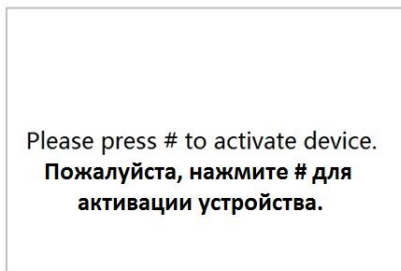 Please press # to activate device.
Пожалуйста, нажмите # для
активации устройства.